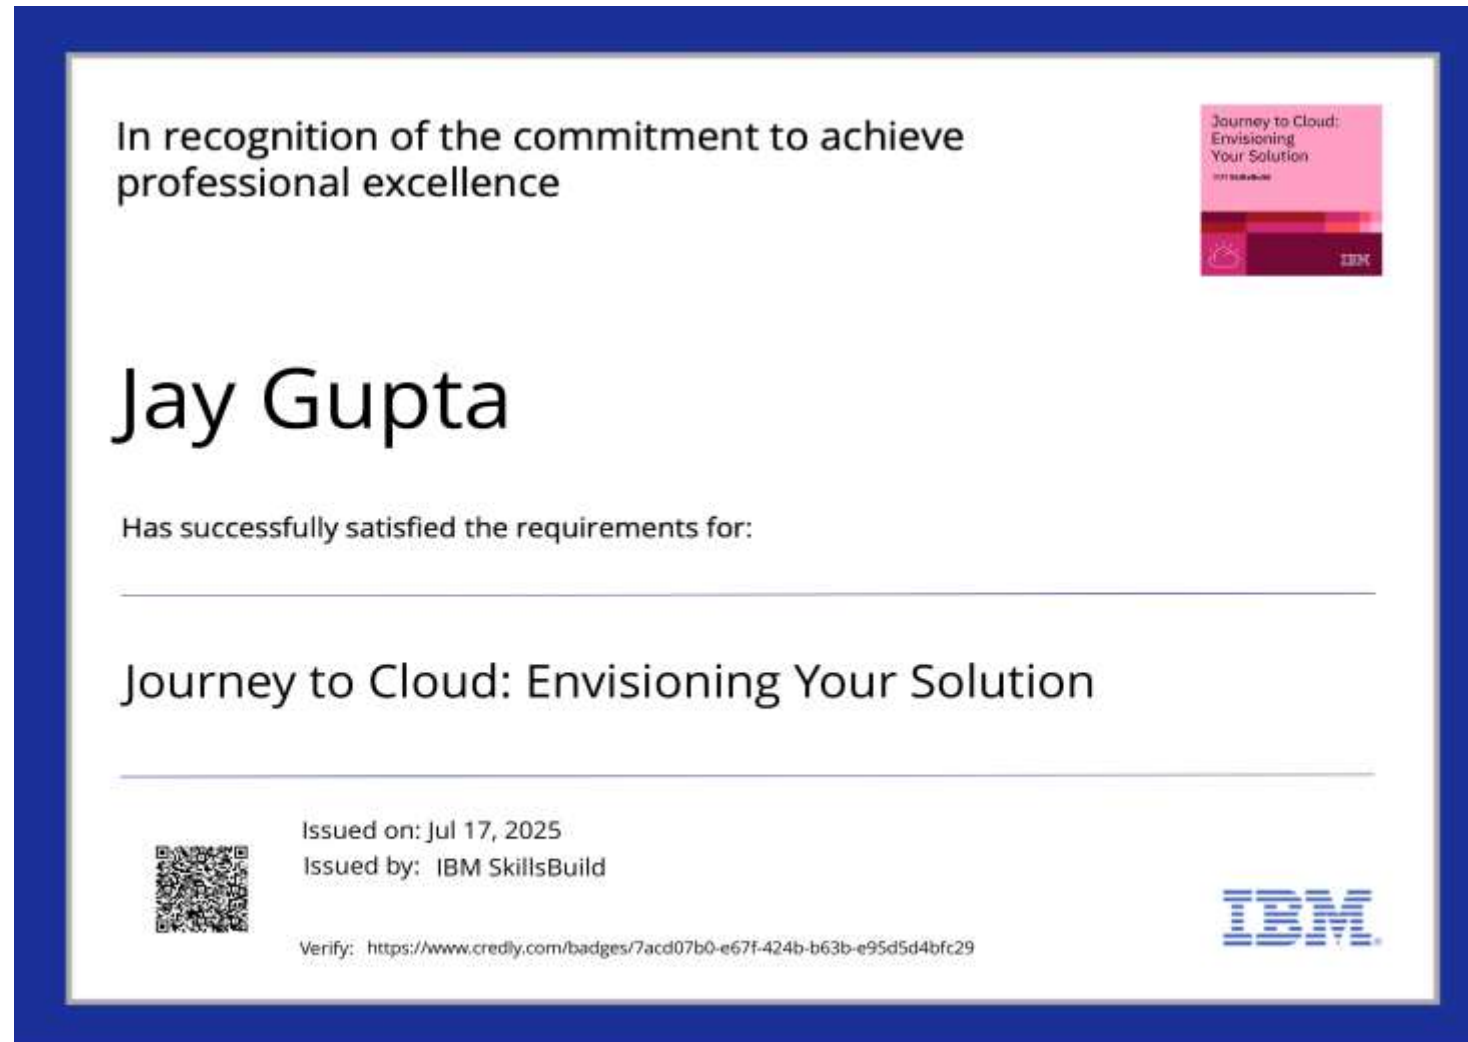 In recognition of the commitment to achieve
professional excellence
Journey to Cloud:
Envisioning
Your Solution
IBM SkillsBuild
IBM
Jay Gupta
Has successfully satisfied the requirements for:
Journey to Cloud: Envisioning Your Solution
Issued on: Jul 17, 2025
Issued by: IBM SkillsBuild
Verify: https://www.credly.com/badges/7acd07b0-e67f-424b-b63b-e95d5d4bfc29
IBM